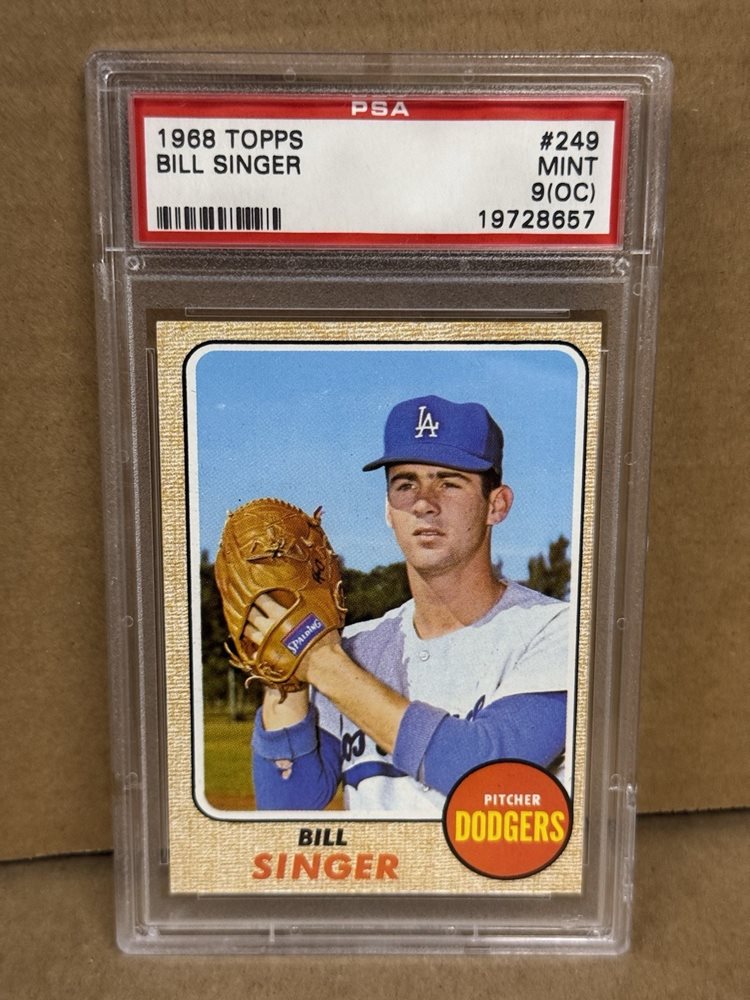 PSA
1968 TOPPS #249
BILL SINGER MINT
9(OC)
19728657
LA
SPALDING
PITCHER
DODGERS
BILL
SINGER